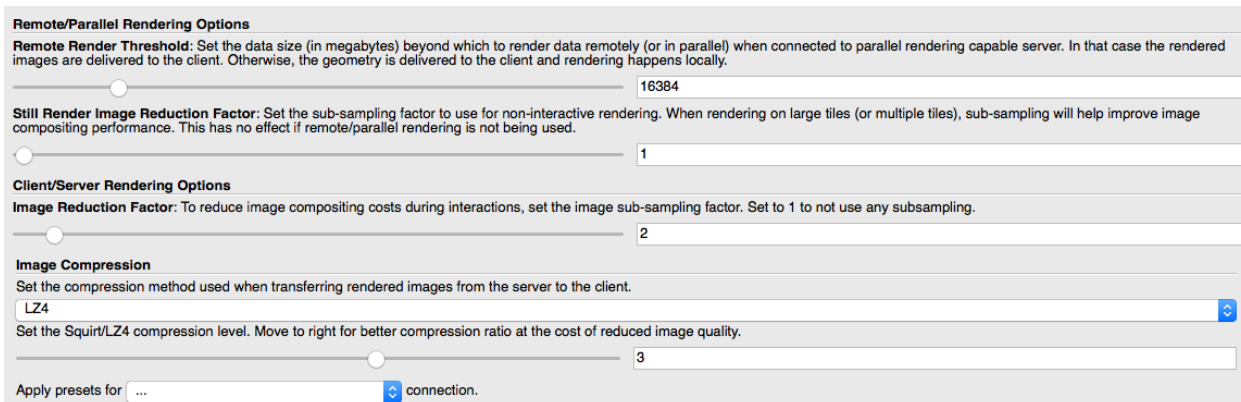 Remote/Parallel Rendering Options
Remote Render Threshold: Set the data size (in megabytes) beyond which to render data remotely (or in parallel) when connected to parallel rendering capable server. In that case the rendered
images are delivered to the client. Otherwise, the geometry is delivered to the client and rendering happens locally.
16384
Still Render Image Reduction Factor: Set the sub-sampling factor to use for non-interactive rendering. When rendering on large tiles (or multiple tiles), sub-sampling will help improve image
compositing performance. This has no effect if remote/parallel rendering is not being used.
1
Client/Server Rendering Options
Image Reduction Factor: To reduce image compositing costs during interactions, set the image sub-sampling factor. Set to 1 to not use any subsampling.
2
Image Compression
Set the compression method used when transferring rendered images from the server to the client.
LZ4
Set the Squirt/LZ4 compression level. Move to right for better compression ratio at the cost of reduced image quality.
3
Apply presets for ... connection.